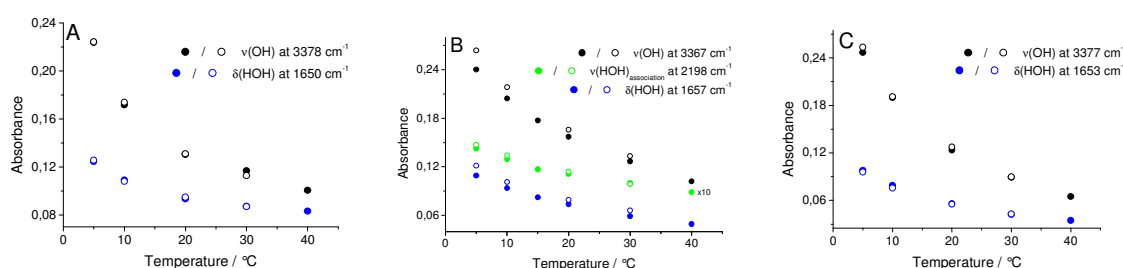 A
0,24
0,20
0,16
0,12
0,08
Absorbance
/ ν(OH) at 3378 cm⁻¹
/ δ(HOH) at 1650 cm⁻¹
0 10 20 30 40
Temperature / °C
B
0,24
0,18
0,12
0,06
Absorbance
/ ν(OH) at 3367 cm⁻¹
/ ν(HOH)association at 2198 cm⁻¹
/ δ(HOH) at 1657 cm⁻¹
x10
0 10 20 30 40
Temperature / °C
C
0,24
0,18
0,12
0,06
Absorbance
/ ν(OH) at 3377 cm⁻¹
/ δ(HOH) at 1653 cm⁻¹
0 10 20 30 40
Temperature / °C